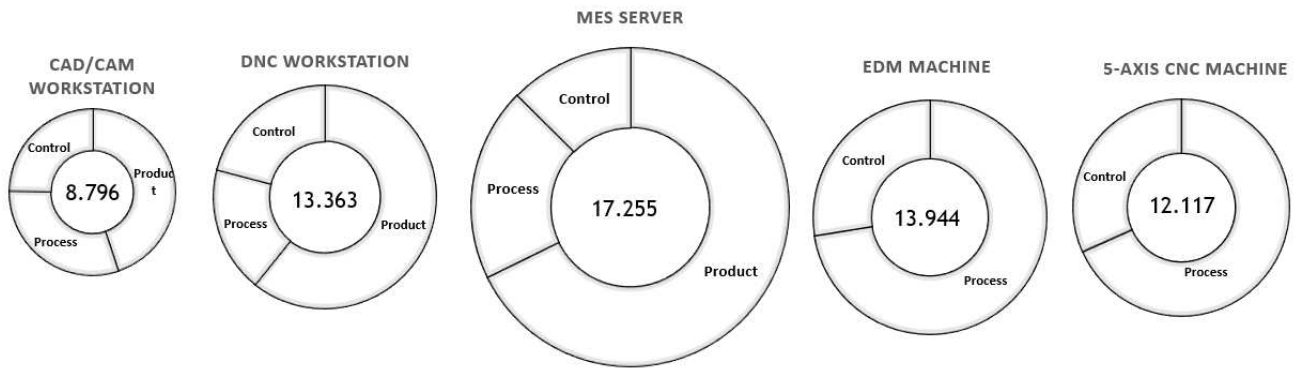 MES SERVER
CAD/CAM
WORKSTATION
DNC WORKSTATION
EDM MACHINE
5-AXIS CNC MACHINE
Control
Produc
t
Process
8.796
Control
Process
Product
13.363
Control
Process
Product
17.255
Control
Process
13.944
Control
Process
12.117